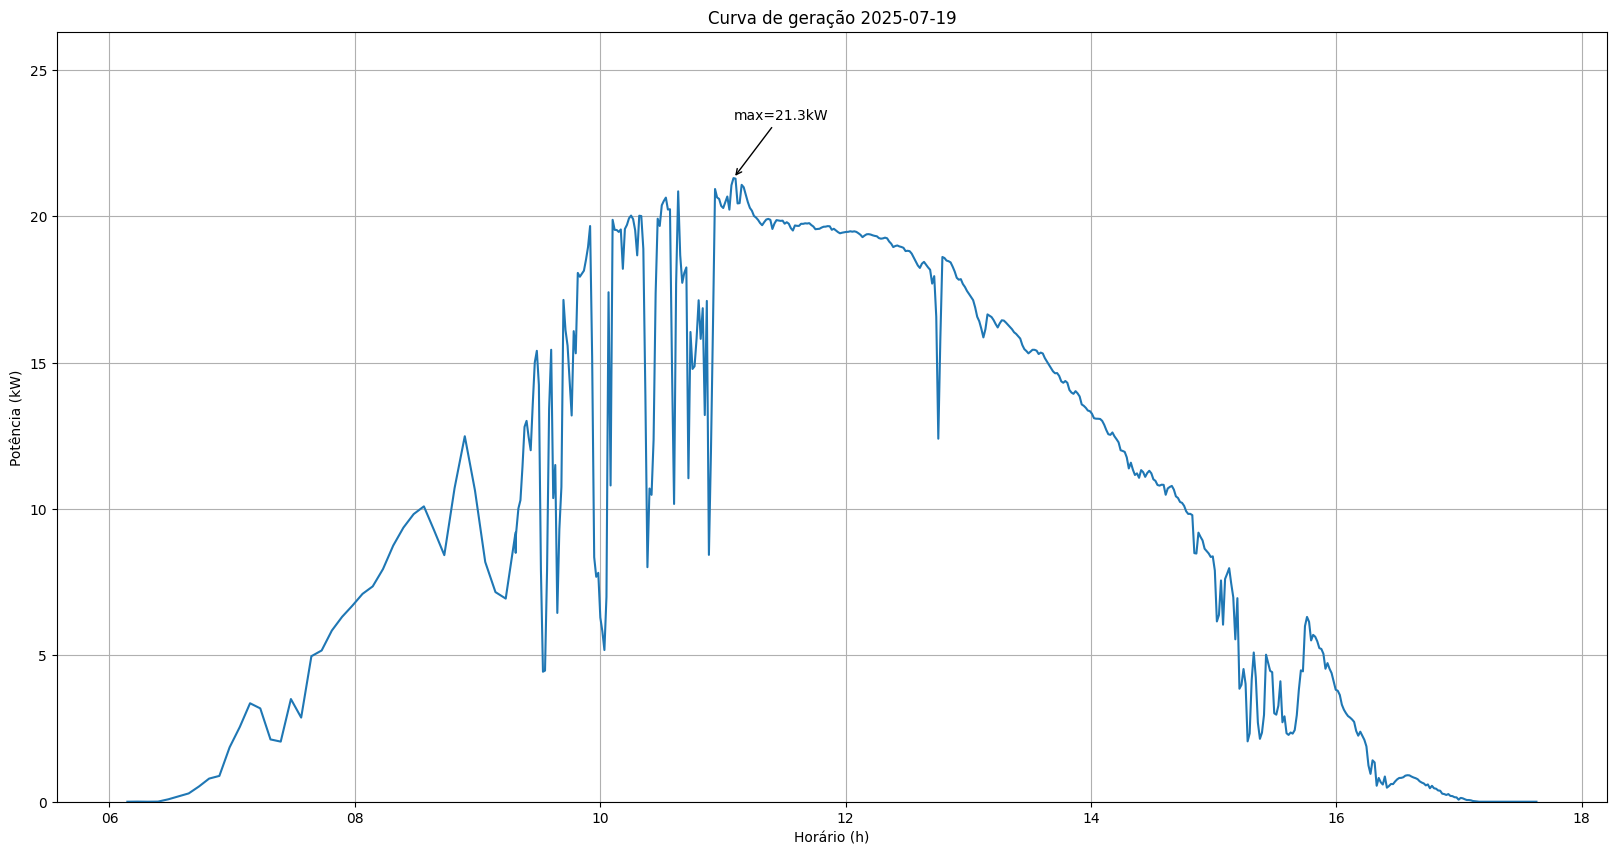 Curva de geração 2025-07-19
25
max=21.3kW
20
15
Potência (kW)
10
5
0
06 08 10 12 14 16 18
Horário (h)